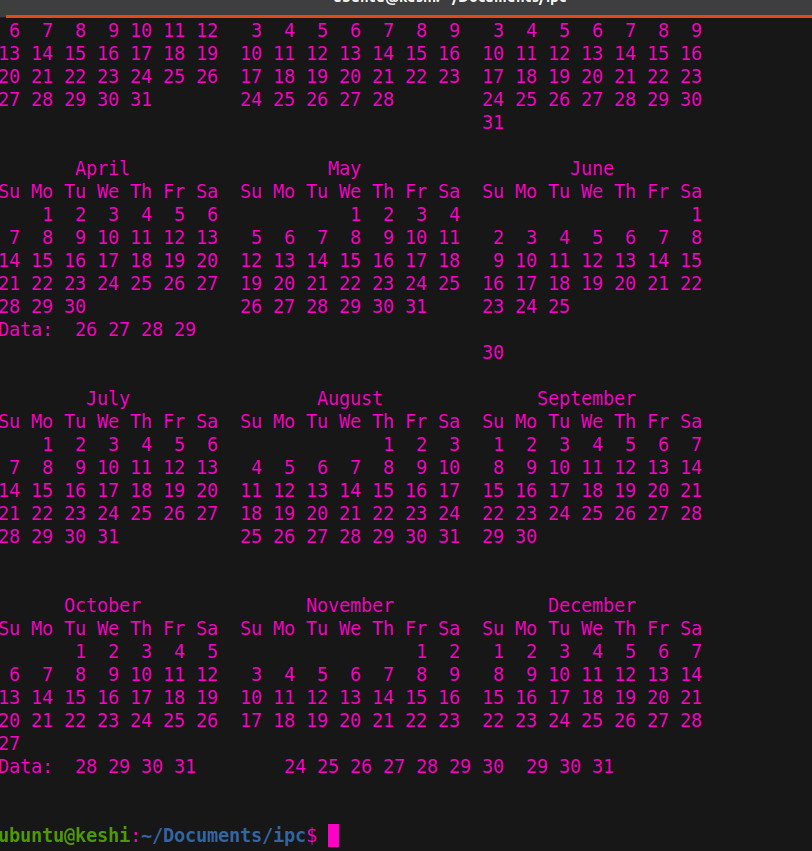 ubuntu@keshi: ~/Documents/ipc
 6  7  8  9 10 11 12   3  4  5  6  7  8  9   3  4  5  6  7  8  9
13 14 15 16 17 18 19  10 11 12 13 14 15 16  10 11 12 13 14 15 16
20 21 22 23 24 25 26  17 18 19 20 21 22 23  17 18 19 20 21 22 23
27 28 29 30 31        24 25 26 27 28        24 25 26 27 28 29 30
                                            31
       April                  May                   June
Su Mo Tu We Th Fr Sa  Su Mo Tu We Th Fr Sa  Su Mo Tu We Th Fr Sa
    1  2  3  4  5  6            1  2  3  4                     1
 7  8  9 10 11 12 13   5  6  7  8  9 10 11   2  3  4  5  6  7  8
14 15 16 17 18 19 20  12 13 14 15 16 17 18   9 10 11 12 13 14 15
21 22 23 24 25 26 27  19 20 21 22 23 24 25  16 17 18 19 20 21 22
28 29 30              26 27 28 29 30 31     23 24 25
Data:  26 27 28 29
                                            30
        July                 August              September
Su Mo Tu We Th Fr Sa  Su Mo Tu We Th Fr Sa  Su Mo Tu We Th Fr Sa
    1  2  3  4  5  6               1  2  3   1  2  3  4  5  6  7
 7  8  9 10 11 12 13   4  5  6  7  8  9 10   8  9 10 11 12 13 14
14 15 16 17 18 19 20  11 12 13 14 15 16 17  15 16 17 18 19 20 21
21 22 23 24 25 26 27  18 19 20 21 22 23 24  22 23 24 25 26 27 28
28 29 30 31           25 26 27 28 29 30 31  29 30
      October               November              December
Su Mo Tu We Th Fr Sa  Su Mo Tu We Th Fr Sa  Su Mo Tu We Th Fr Sa
       1  2  3  4  5                  1  2   1  2  3  4  5  6  7
 6  7  8  9 10 11 12   3  4  5  6  7  8  9   8  9 10 11 12 13 14
13 14 15 16 17 18 19  10 11 12 13 14 15 16  15 16 17 18 19 20 21
20 21 22 23 24 25 26  17 18 19 20 21 22 23  22 23 24 25 26 27 28
27
Data:  28 29 30 31        24 25 26 27 28 29 30  29 30 31
ubuntu@keshi:~/Documents/ipc$